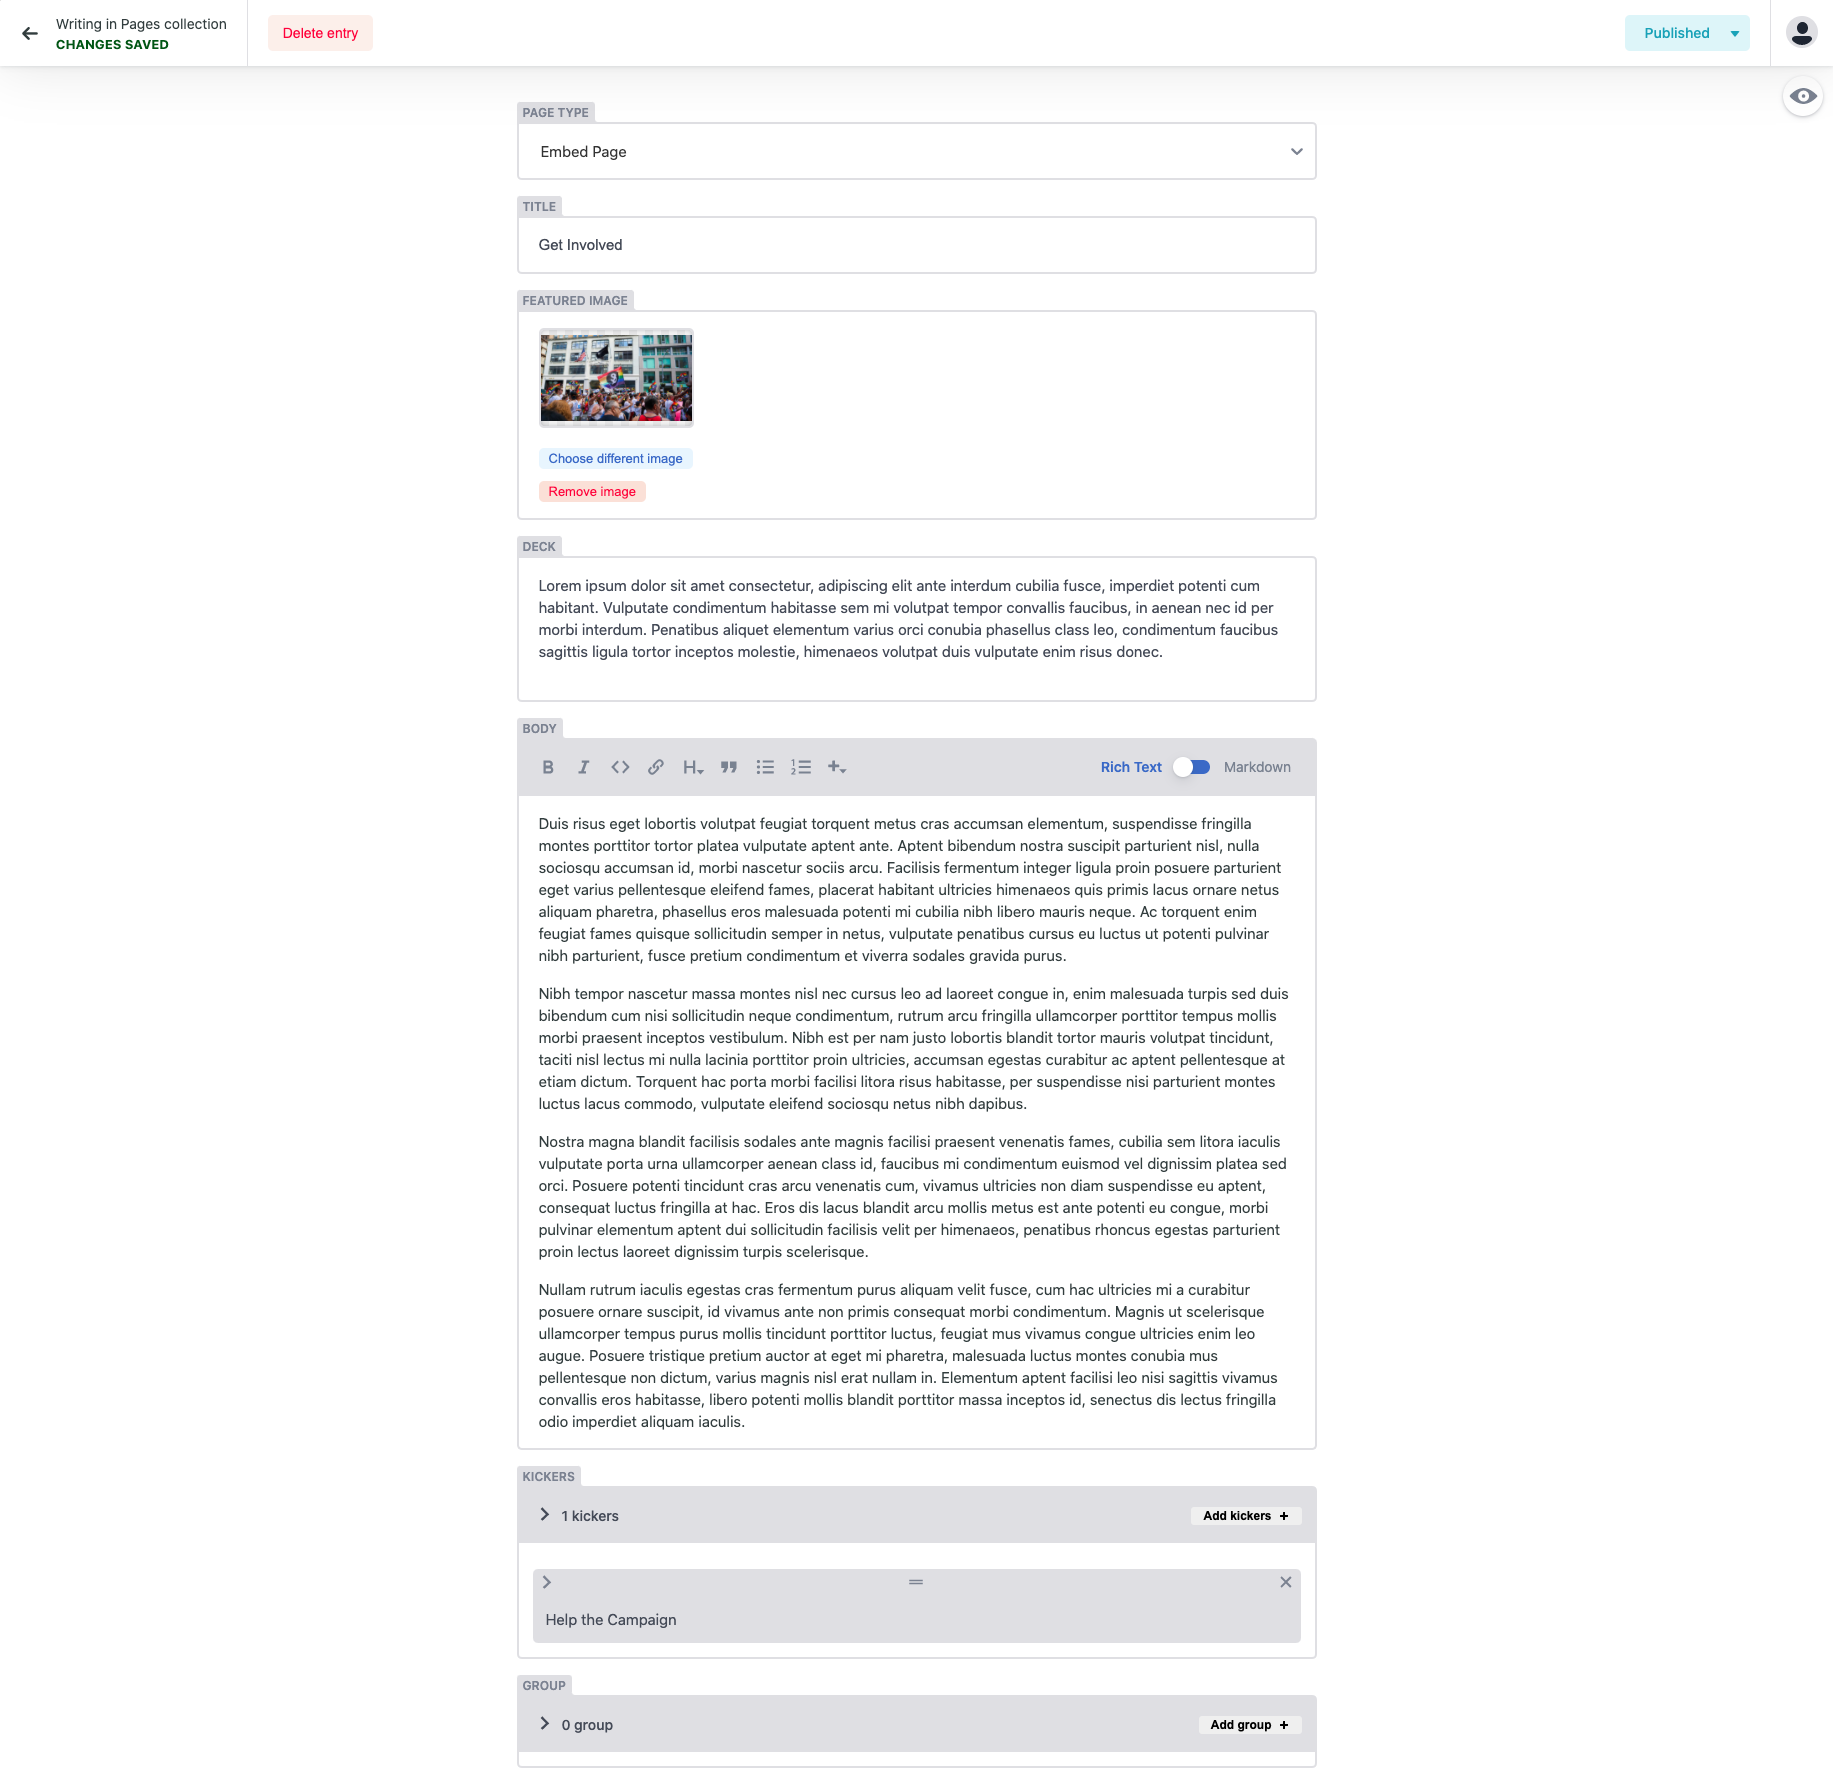 Writing in Pages collection
CHANGES SAVED
Delete entry
Published
PAGE TYPE
Embed Page
TITLE
Get Involved
FEATURED IMAGE
Choose different image
Remove image
DECK
Lorem ipsum dolor sit amet consectetur, adipiscing elit ante interdum cubilia fusce, imperdiet potenti cum
habitant. Vulputate condimentum habitasse sem mi volutpat tempor convallis faucibus, in aenean nec id per
morbi interdum. Penatibus aliquet elementum varius orci conubia phasellus class leo, condimentum faucibus
sagittis ligula tortor inceptos molestie, himenaeos volutpat duis vulputate enim risus donec.
BODY
Rich Text Markdown
Duis risus eget lobortis volutpat feugiat torquent metus cras accumsan elementum, suspendisse fringilla
montes porttitor tortor platea vulputate aptent ante. Aptent bibendum nostra suscipit parturient nisl, nulla
sociosqu accumsan id, morbi nascetur sociis arcu. Facilisis fermentum integer ligula proin posuere parturient
eget varius pellentesque eleifend fames, placerat habitant ultricies himenaeos quis primis lacus ornare netus
aliquam pharetra, phasellus eros malesuada potenti mi cubilia nibh libero mauris neque. Ac torquent enim
feugiat fames quisque sollicitudin semper in netus, vulputate penatibus cursus eu luctus ut potenti pulvinar
nibh parturient, fusce pretium condimentum et viverra sodales gravida purus.
Nibh tempor nascetur massa montes nisl nec cursus leo ad laoreet congue in, enim malesuada turpis sed duis
bibendum cum nisi sollicitudin neque condimentum, rutrum arcu fringilla ullamcorper porttitor tempus mollis
morbi praesent inceptos vestibulum. Nibh est per nam justo lobortis blandit tortor mauris volutpat tincidunt,
taciti nisl lectus mi nulla lacinia porttitor proin ultricies, accumsan egestas curabitur ac aptent pellentesque at
etiam dictum. Torquent hac porta morbi facilisi litora risus habitasse, per suspendisse nisi parturient montes
luctus lacus commodo, vulputate eleifend sociosqu netus nibh dapibus.
Nostra magna blandit facilisis sodales ante magnis facilisi praesent venenatis fames, cubilia sem litora iaculis
vulputate porta urna ullamcorper aenean class id, faucibus mi condimentum euismod vel dignissim platea sed
orci. Posuere potenti tincidunt cras arcu venenatis cum, vivamus ultricies non diam suspendisse eu aptent,
consequat luctus fringilla at hac. Eros dis lacus blandit arcu mollis metus est ante potenti eu congue, morbi
pulvinar elementum aptent dui sollicitudin facilisis velit per himenaeos, penatibus rhoncus egestas parturient
proin lectus laoreet dignissim turpis scelerisque.
Nullam rutrum iaculis egestas cras fermentum purus aliquam velit fusce, cum hac ultricies mi a curabitur
posuere ornare suscipit, id vivamus ante non primis consequat morbi condimentum. Magnis ut scelerisque
ullamcorper tempus purus mollis tincidunt porttitor luctus, feugiat mus vivamus congue ultricies enim leo
augue. Posuere tristique pretium auctor at eget mi pharetra, malesuada luctus montes conubia mus
pellentesque non dictum, varius magnis nisl erat nullam in. Elementum aptent facilisi leo nisi sagittis vivamus
convallis eros habitasse, libero potenti mollis blandit porttitor massa inceptos id, senectus dis lectus fringilla
odio imperdiet aliquam iaculis.
KICKERS
1 kickers Add kickers +
Help the Campaign
GROUP
0 group Add group +